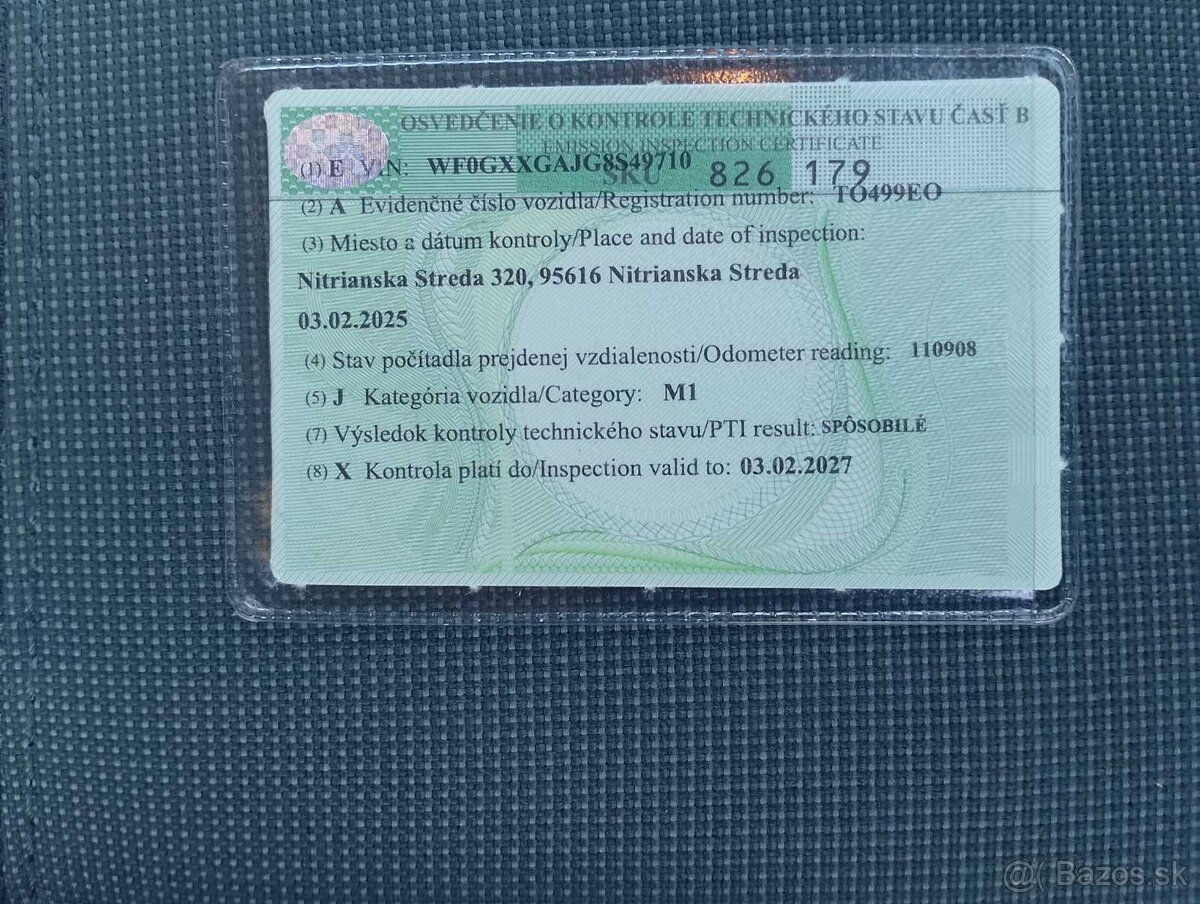 OSVEDČENIE O KONTROLE TECHNICKÉHO STAVU ČASŤ B
EMISSION INSPECTION CERTIFICATE
SKU 826 179
(1) E VIN: WF0GXXGAJG8S49710
(2) A Evidenčné číslo vozidla/Registration number: TO499EO
(3) Miesto a dátum kontroly/Place and date of inspection:
Nitrianska Streda 320, 95616 Nitrianska Streda
03.02.2025
(4) Stav počítadla prejdenej vzdialenosti/Odometer reading: 110908
(5) J Kategória vozidla/Category: M1
(7) Výsledok kontroly technického stavu/PTI result: SPÔSOBILÉ
(8) X Kontrola platí do/Inspection valid to: 03.02.2027
@( Bazos.sk